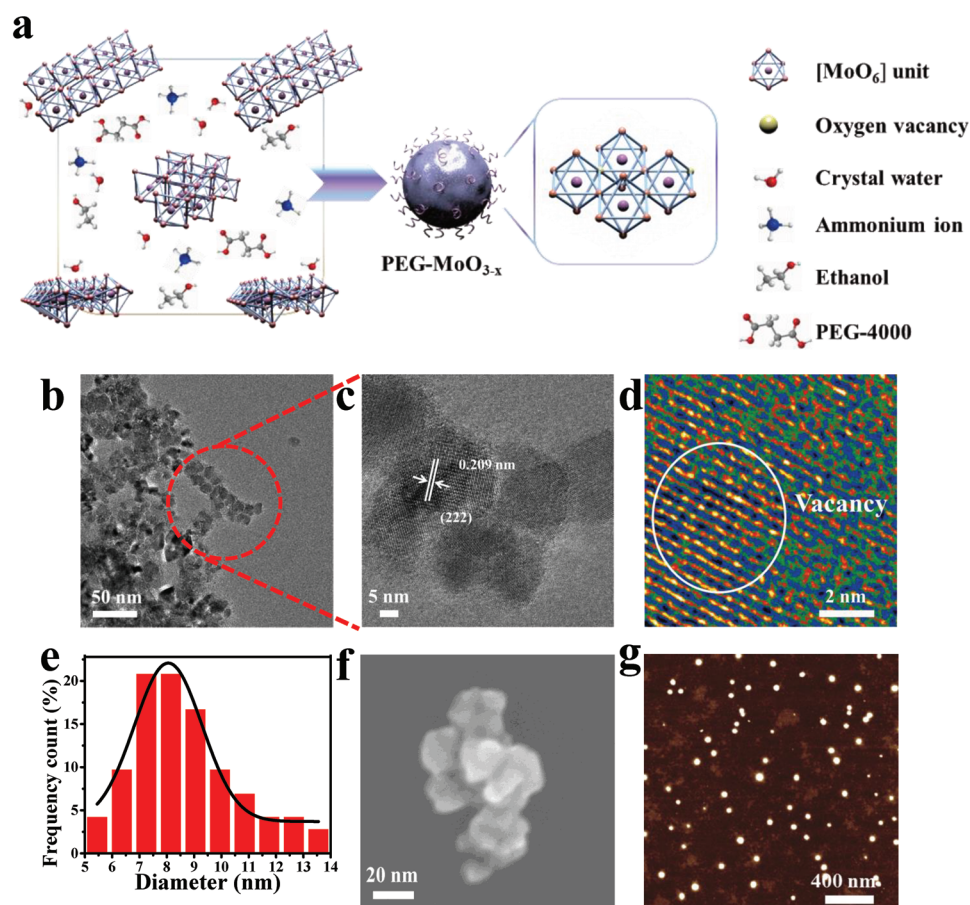 a
[MoO₆] unit
Oxygen vacancy
Crystal water
Ammonium ion
Ethanol
PEG-4000
PEG-MoO₃₋ₓ
b
50 nm
c
0.209 nm
(222)
5 nm
d
Vacancy
2 nm
e
Frequency count (%)
20
15
10
5
0
5 6 7 8 9 10 11 12 13 14
Diameter (nm)
f
20 nm
g
400 nm